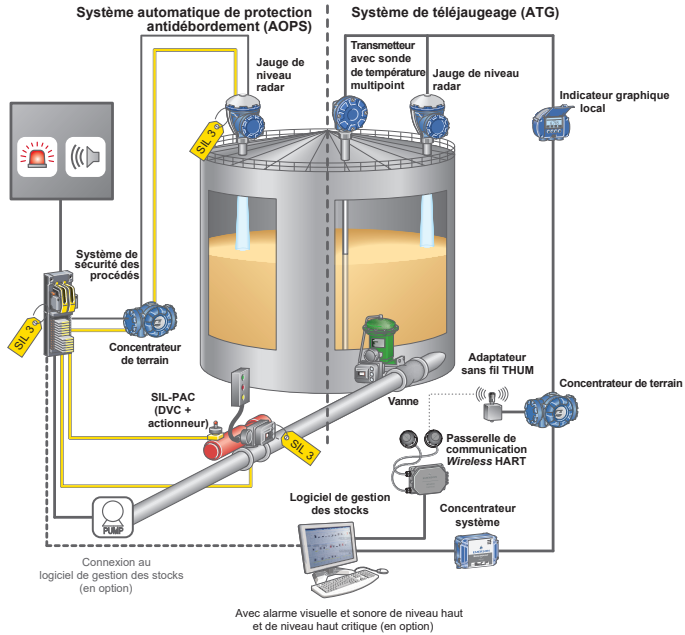 Système automatique de protection
antidébordement (AOPS)
Système de téléjaugeage (ATG)
Jauge de
niveau
radar
Transmetteur
avec sonde
de température
multipoint
Jauge de niveau
radar
Indicateur graphique
local
SIL 3
Système de
sécurité des
procédés
SIL 3
Concentrateur
de terrain
SIL-PAC
(DVC +
actionneur)
SIL 3
Vanne
Adaptateur
sans fil THUM
Concentrateur de terrain
Passerelle de
communication
Wireless HART
PUMP
Logiciel de gestion
des stocks
Concentrateur
système
Connexion au
logiciel de gestion des stocks
(en option)
Avec alarme visuelle et sonore de niveau haut
et de niveau haut critique (en option)